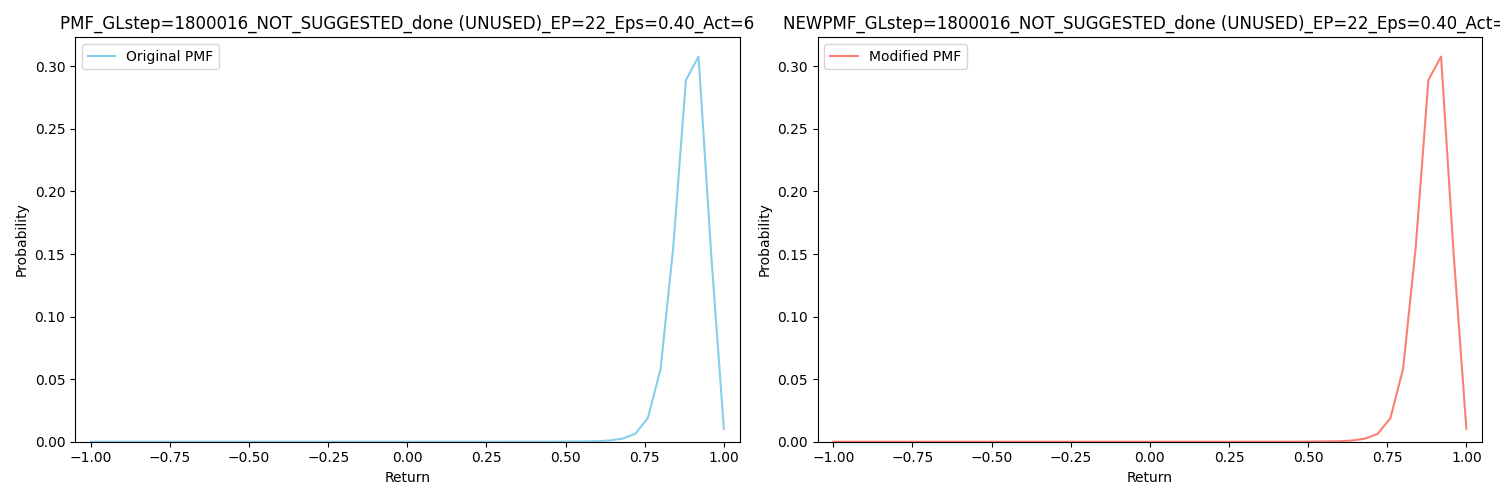 PMF_GLstep=1800016_NOT_SUGGESTED_done (UNUSED)_EP=22_Eps=0.40_Act=6
Original PMF
Probability
0.30
0.25
0.20
0.15
0.10
0.05
0.00
−1.00 −0.75 −0.50 −0.25 0.00 0.25 0.50 0.75 1.00
Return
NEWPMF_GLstep=1800016_NOT_SUGGESTED_done (UNUSED)_EP=22_Eps=0.40_Act=
Modified PMF
Probability
0.30
0.25
0.20
0.15
0.10
0.05
0.00
−1.00 −0.75 −0.50 −0.25 0.00 0.25 0.50 0.75 1.00
Return